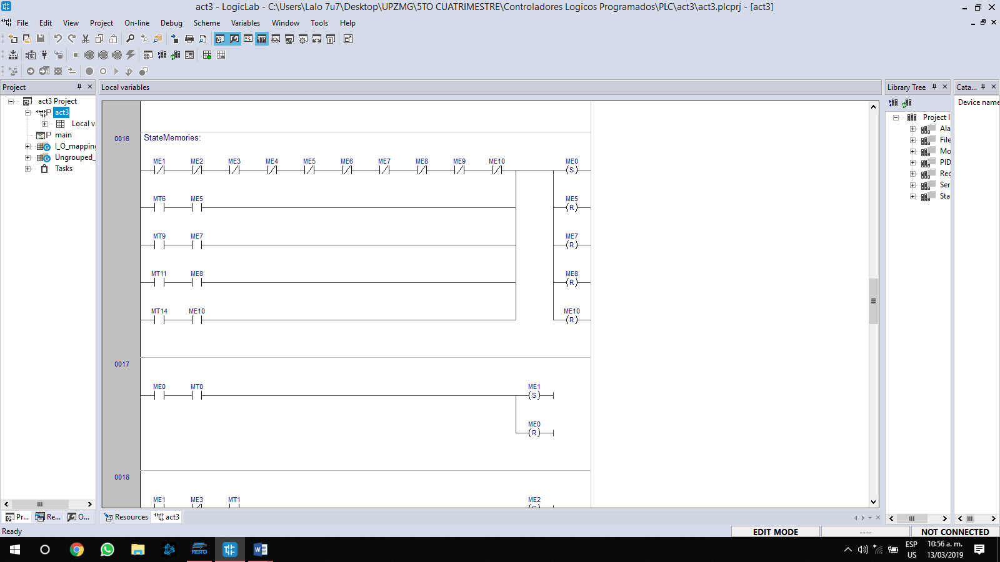 act3 - LogicLab - C:\Users\Lalo 7u7\Desktop\UPZMG\5TO CUATRIMESTRE\Controladores Logicos Programados\PLC\act3\act3.plcprj - [act3]
File Edit View Project On-line Debug Scheme Variables Window Tools Help
Project
Local variables
Library Tree
Cata...
act3 Project
act3
Local v
main
I_O_mapping
Ungrouped_
Tasks
0016
StateMemories:
ME1 ME2 ME3 ME4 ME5 ME6 ME7 ME8 ME9 ME10 ME0
S
MT6 ME5 ME5
R
MT9 ME7 ME7
R
MT11 ME8 ME8
R
MT14 ME10 ME10
R
0017
ME0 MT0 ME1
S
ME0
R
0018
ME1 ME3 MT1 ME2
Project l
Ala
File
Mo
PID
Rec
Ser
Sta
Device name
Pr... Re... O...
Resources act3
Ready
EDIT MODE ---- NOT CONNECTED
FESTO
ESP
US
10:56 a. m.
13/03/2019